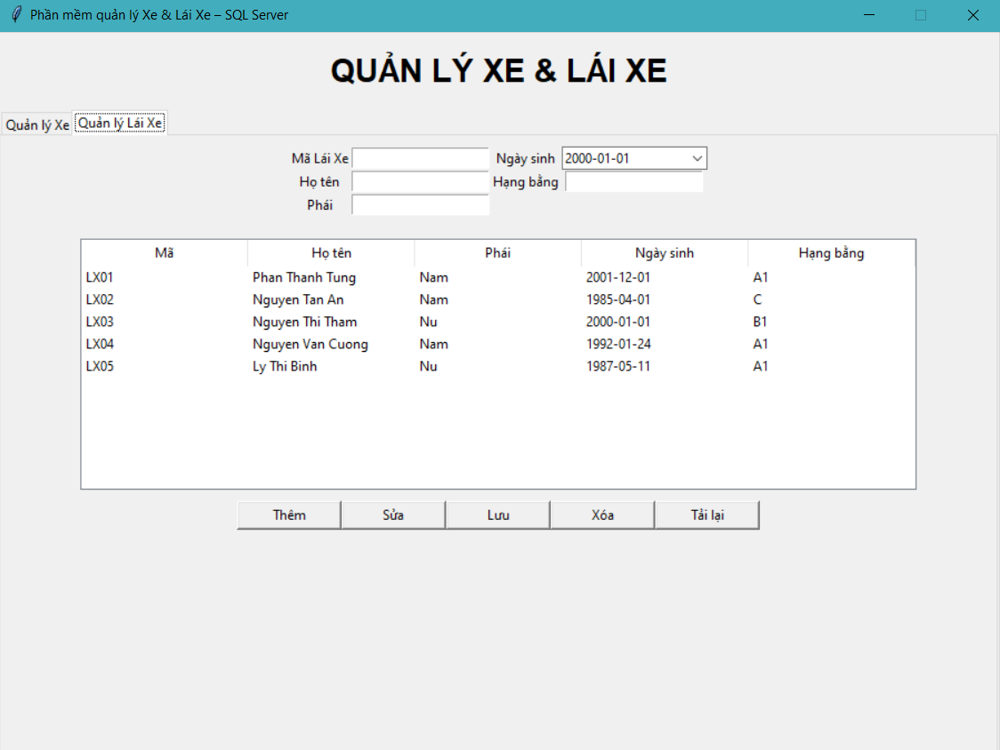 Phần mềm quản lý Xe & Lái Xe – SQL Server
QUẢN LÝ XE & LÁI XE
Quản lý Xe Quản lý Lái Xe
Mã Lái Xe Ngày sinh 2000-01-01
Họ tên Hạng bằng
Phái
Mã Họ tên Phái Ngày sinh Hạng bằng
LX01 Phan Thanh Tung Nam 2001-12-01 A1
LX02 Nguyen Tan An Nam 1985-04-01 C
LX03 Nguyen Thi Tham Nu 2000-01-01 B1
LX04 Nguyen Van Cuong Nam 1992-01-24 A1
LX05 Ly Thi Binh Nu 1987-05-11 A1
Thêm Sửa Lưu Xóa Tải lại